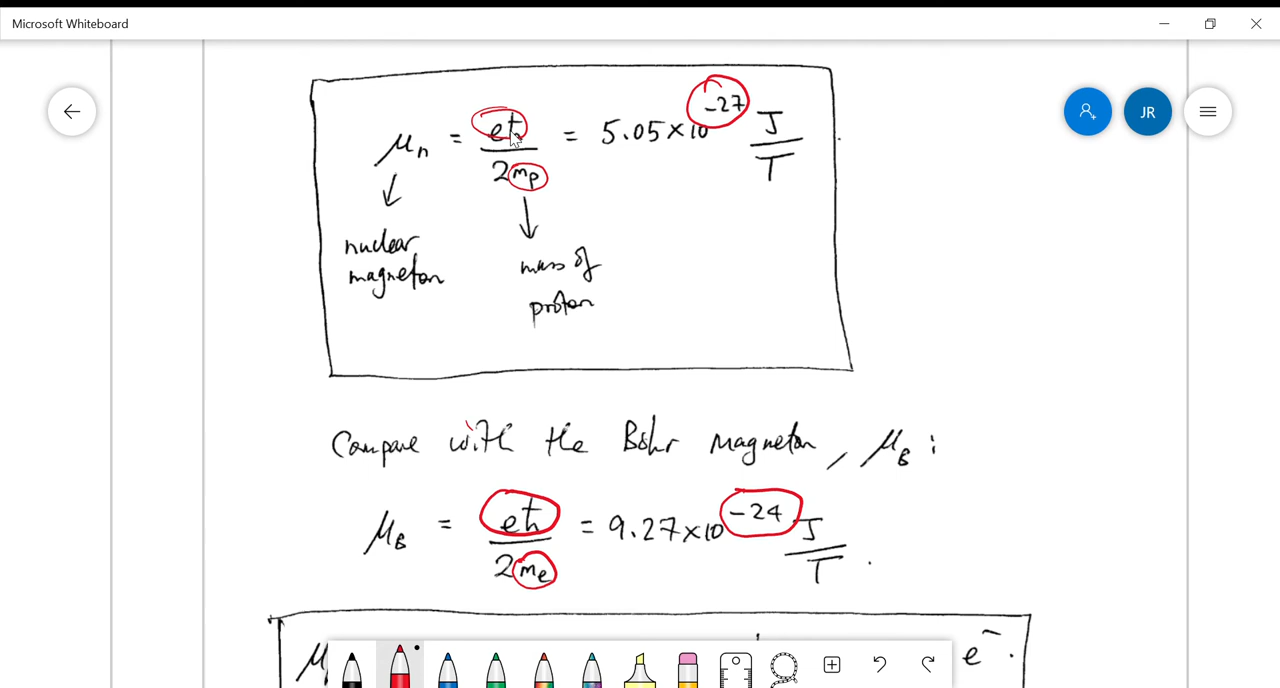 Microsoft Whiteboard
JR
μn = eħ / 2mp = 5.05×10^-27 J/T
nuclear
magneton
mass of
proton
Compare with the Bohr magneton, μB :
μB = eħ / 2me = 9.27×10^-24 J/T .
e^- .